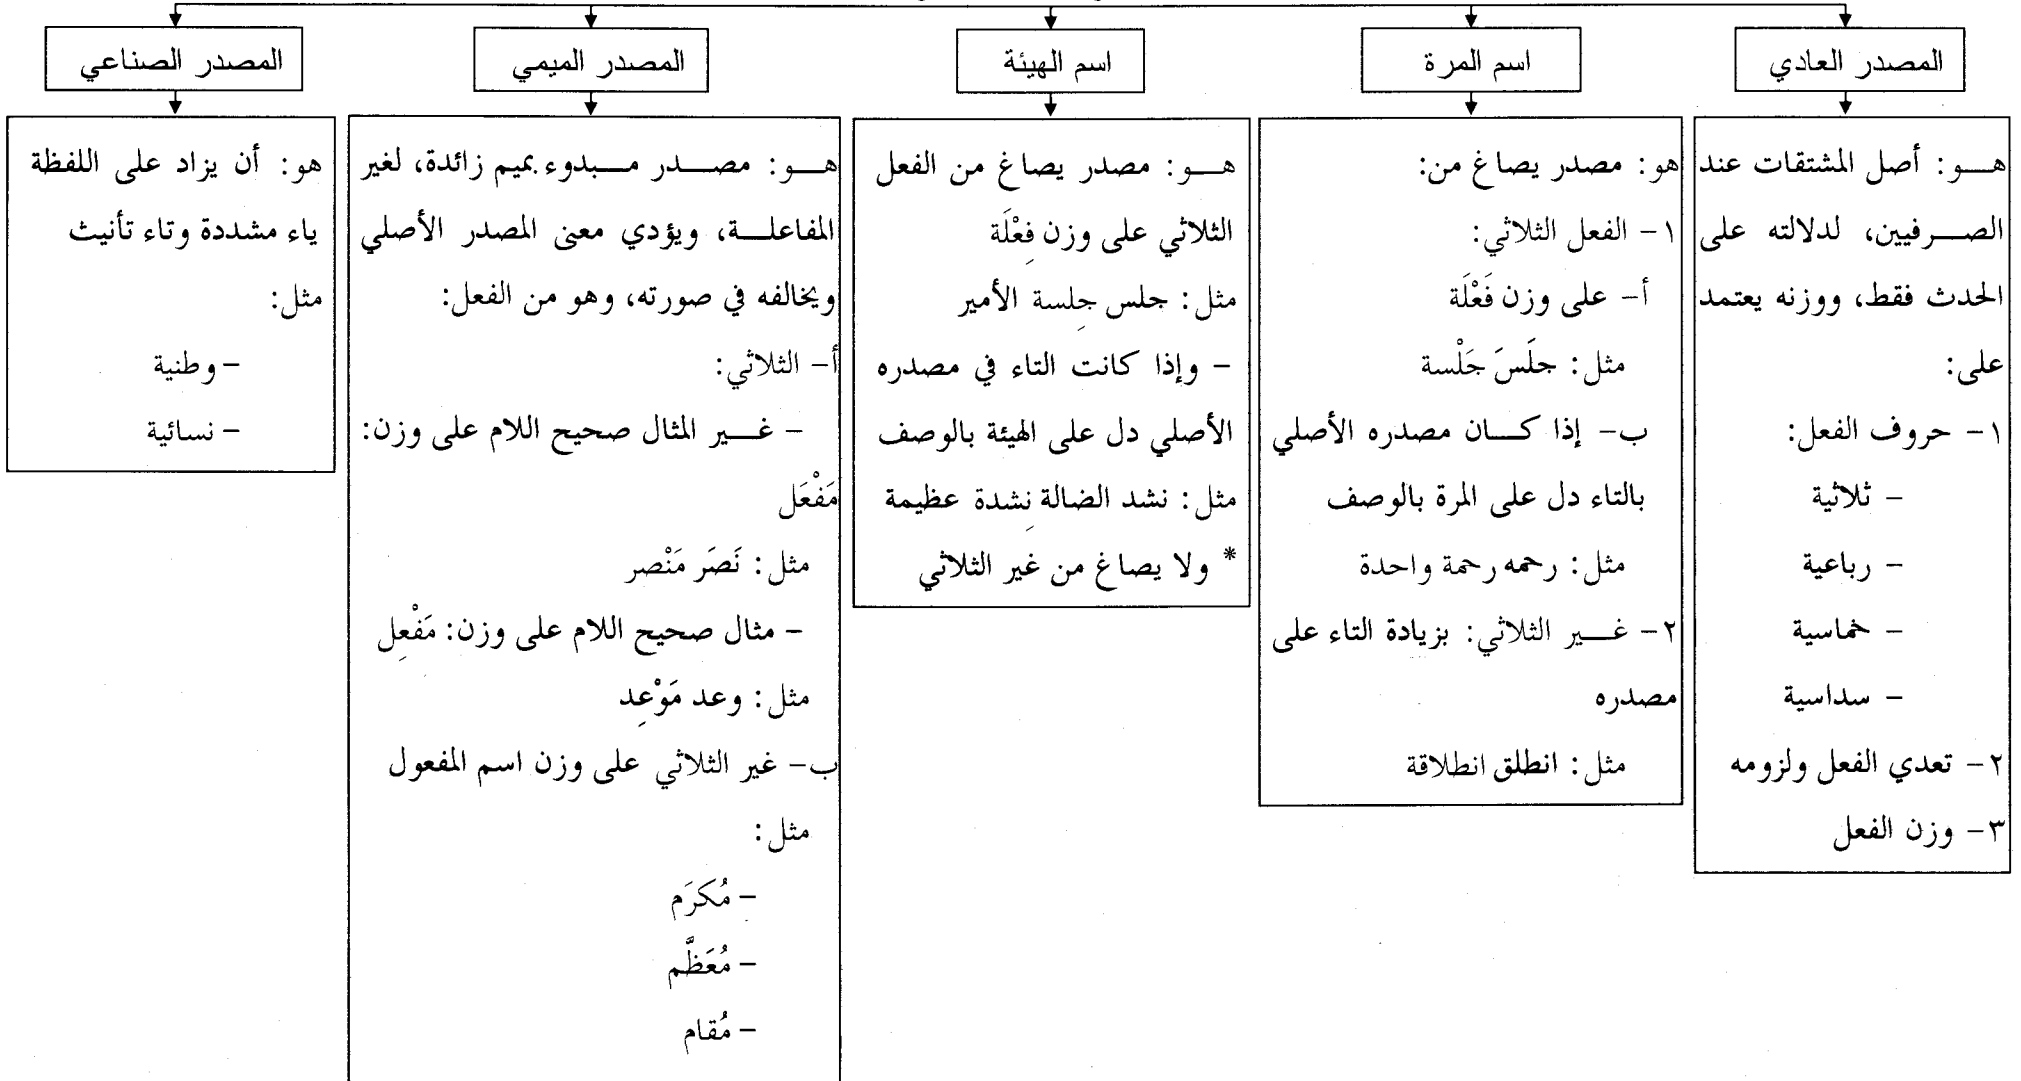 المصدر العادي
هو: أصل المشتقات عند
الصرفيين، لدلالته على
الحدث فقط، ووزنه يعتمد
على:
١- حروف الفعل:
- ثلاثية
- رباعية
- خماسية
- سداسية
٢- تعدي الفعل ولزومه
٣- وزن الفعل
اسم المرة
هو: مصدر يصاغ من:
١- الفعل الثلاثي:
أ- على وزن فَعْلَة
مثل: جلَسَ جَلْسة
ب- إذا كان مصدره الأصلي
بالتاء دل على المرة بالوصف
مثل: رحمه رحمة واحدة
٢- غير الثلاثي: بزيادة التاء على
مصدره
مثل: انطلق انطلاقة
اسم الهيئة
هو: مصدر يصاغ من الفعل
الثلاثي على وزن فِعْلَة
مثل: جلس جِلسة الأمير
- وإذا كانت التاء في مصدره
الأصلي دل على الهيئة بالوصف
مثل: نشد الضالة نِشدة عظيمة
* ولا يصاغ من غير الثلاثي
المصدر الميمي
هو: مصدر مبدوء بميم زائدة، لغير
المفاعلة، ويؤدي معنى المصدر الأصلي
ويخالفه في صورته، وهو من الفعل:
أ- الثلاثي:
- غير المثال صحيح اللام على وزن:
مَفْعَل
مثل: نَصَر مَنْصر
- مثال صحيح اللام على وزن: مَفْعِل
مثل: وعد مَوْعِد
ب- غير الثلاثي على وزن اسم المفعول
مثل:
- مُكرَم
- مُعَظَّم
- مُقام
المصدر الصناعي
هو: أن يزاد على اللفظة
ياء مشددة وتاء تأنيث
مثل:
- وطنية
- نسائية